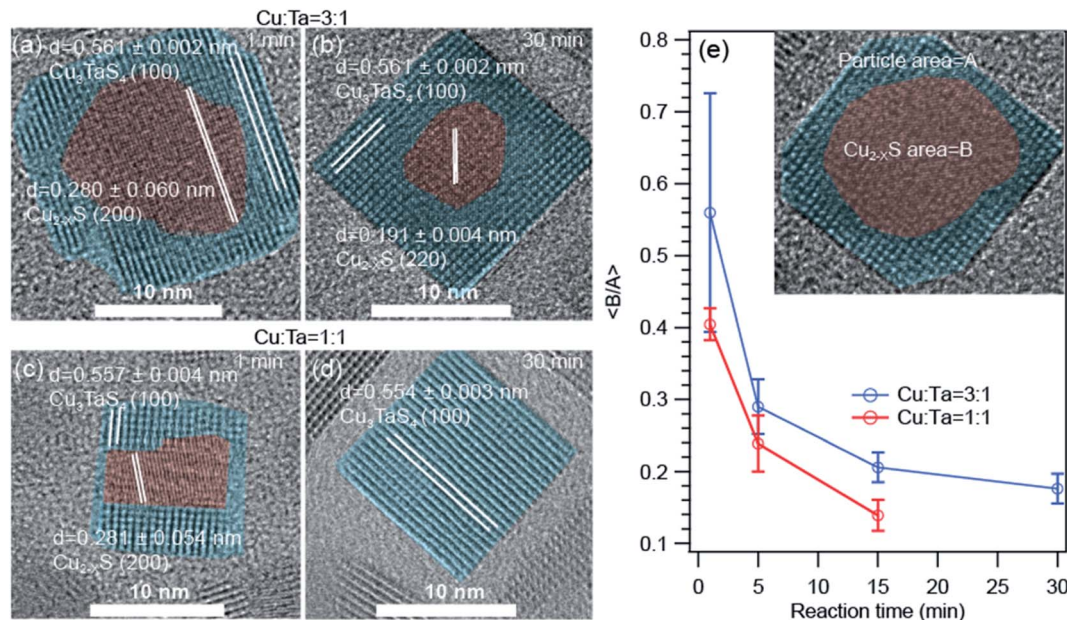 Cu:Ta=3:1
(a)
1 min
d=0.561 ± 0.002 nm
Cu₃TaS₄ (100)
d=0.280 ± 0.060 nm
Cu₂₋ₓS (200)
10 nm
(b)
30 min
d=0.561 ± 0.002 nm
Cu₃TaS₄ (100)
d=0.191 ± 0.004 nm
Cu₂₋ₓS (220)
10 nm
Cu:Ta=1:1
(c)
1 min
d=0.557 ± 0.004 nm
Cu₃TaS₄ (100)
d=0.281 ± 0.054 nm
Cu₂₋ₓS (200)
10 nm
(d)
30 min
d=0.554 ± 0.003 nm
Cu₃TaS₄ (100)
10 nm
(e)
Particle area=A
Cu₂₋ₓS area=B
<B/A>
0.8
0.7
0.6
0.5
0.4
0.3
0.2
0.1
Cu:Ta=3:1
Cu:Ta=1:1
0 5 10 15 20 25 30
Reaction time (min)